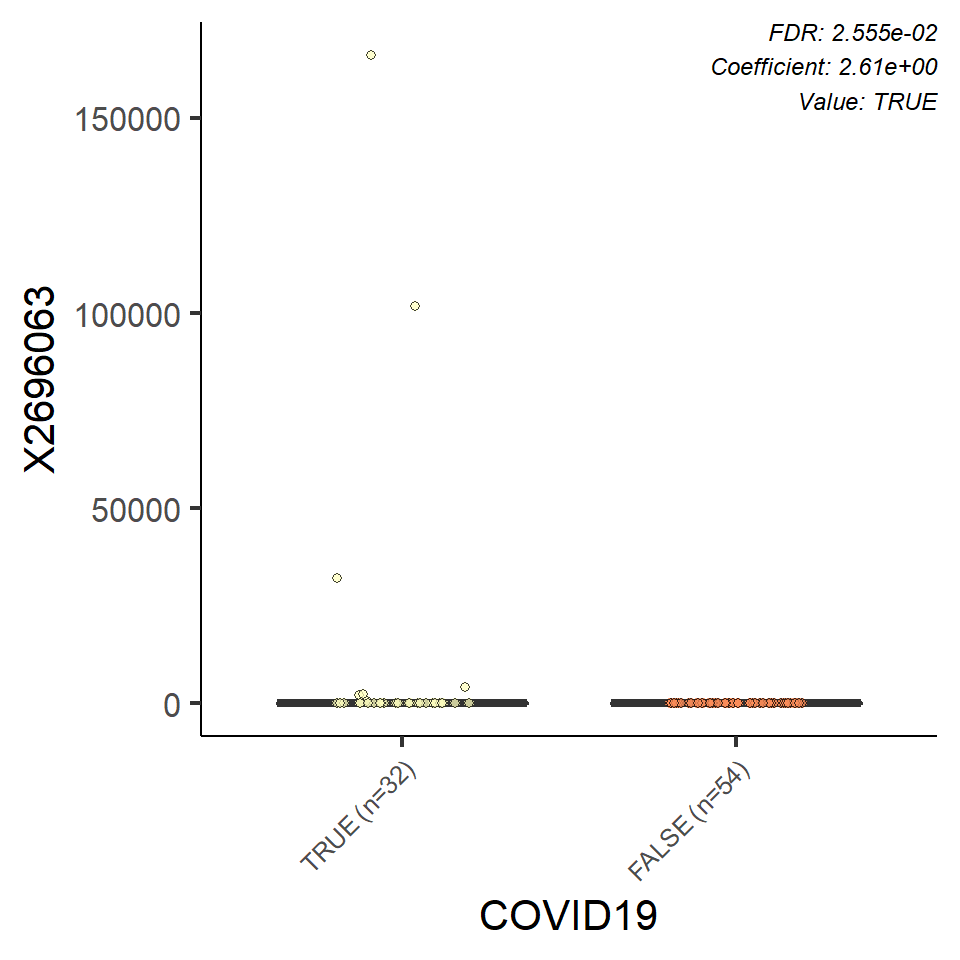 FDR: 2.555e-02
Coefficient: 2.61e+00
Value: TRUE
150000
100000
50000
0
X2696063
TRUE (n=32)
FALSE (n=54)
COVID19